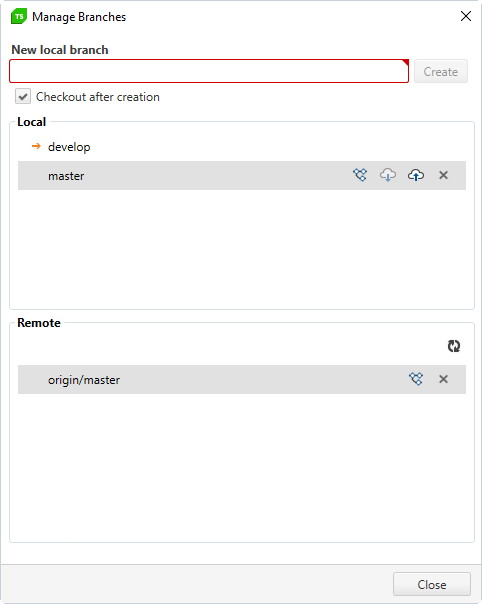 TS Manage Branches
New local branch
Create
Checkout after creation
Local
develop
master
Remote
origin/master
Close